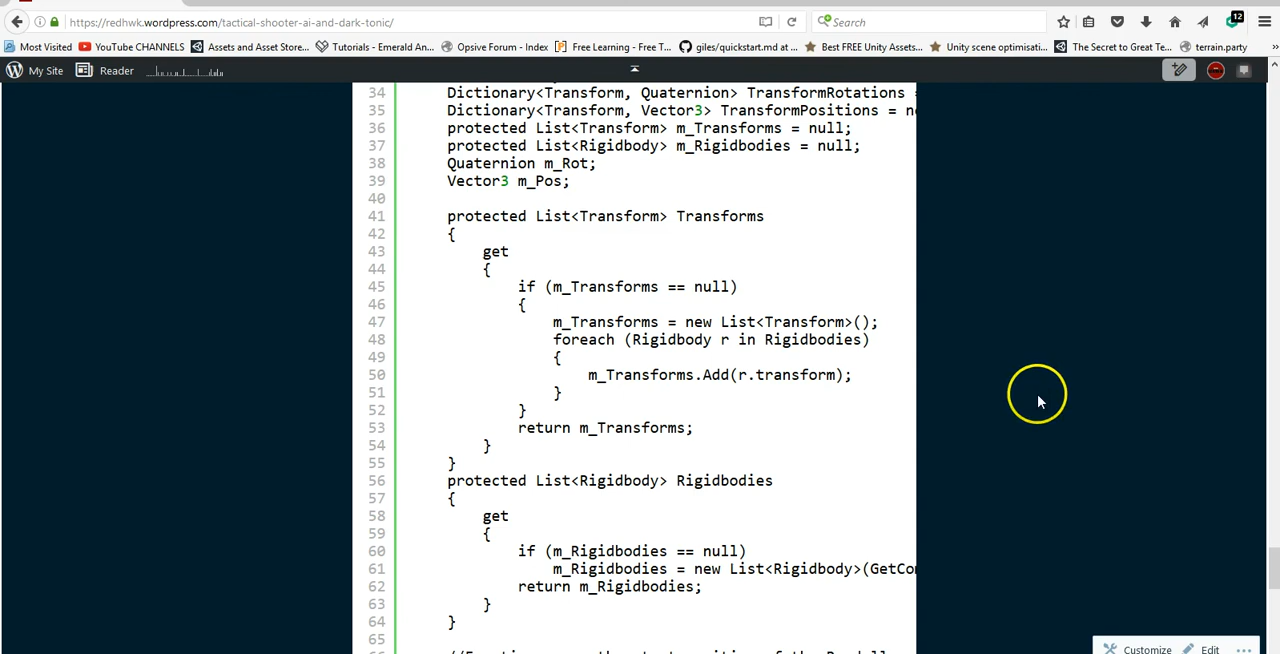 https://redhwk.wordpress.com/tactical-shooter-ai-and-dark-tonic/
Search
12
Most Visited YouTube CHANNELS Assets and Asset Store... Tutorials - Emerald An... Opsive Forum - Index Free Learning - Free T... giles/quickstart.md at ... Best FREE Unity Assets... Unity scene optimisati... The Secret to Great Te... terrain.party
My Site Reader
34 Dictionary<Transform, Quaternion> TransformRotations =
35 Dictionary<Transform, Vector3> TransformPositions = ne
36 protected List<Transform> m_Transforms = null;
37 protected List<Rigidbody> m_Rigidbodies = null;
38 Quaternion m_Rot;
39 Vector3 m_Pos;
40
41 protected List<Transform> Transforms
42 {
43 get
44 {
45 if (m_Transforms == null)
46 {
47 m_Transforms = new List<Transform>();
48 foreach (Rigidbody r in Rigidbodies)
49 {
50 m_Transforms.Add(r.transform);
51 }
52 }
53 return m_Transforms;
54 }
55 }
56 protected List<Rigidbody> Rigidbodies
57 {
58 get
59 {
60 if (m_Rigidbodies == null)
61 m_Rigidbodies = new List<Rigidbody>(GetCo
62 return m_Rigidbodies;
63 }
64 }
65
Customize Edit